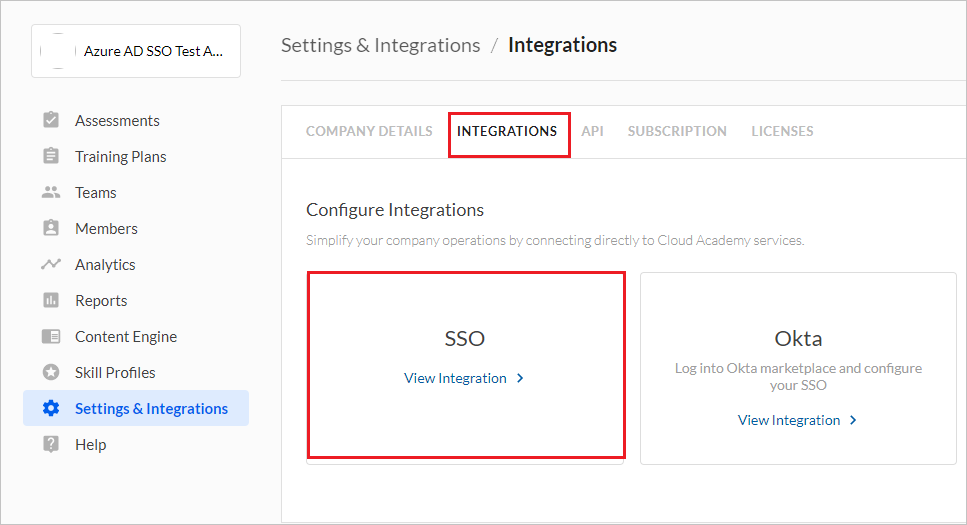 Azure AD SSO Test A...
Assessments
Training Plans
Teams
Members
Analytics
Reports
Content Engine
Skill Profiles
Settings & Integrations
Help
Settings & Integrations / Integrations
COMPANY DETAILS INTEGRATIONS API SUBSCRIPTION LICENSES
Configure Integrations
Simplify your company operations by connecting directly to Cloud Academy services.
SSO
View Integration
Okta
Log into Okta marketplace and configure
your SSO
View Integration